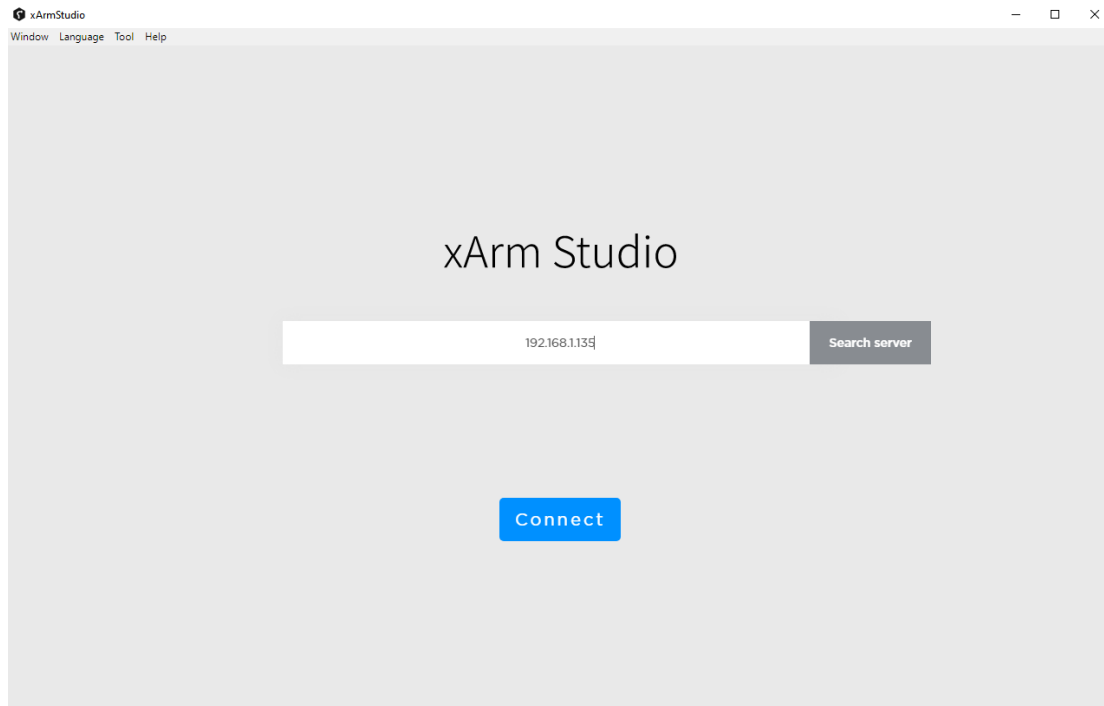 xArmStudio
Window Language Tool Help
xArm Studio
192.168.1.135
Search server
Connect